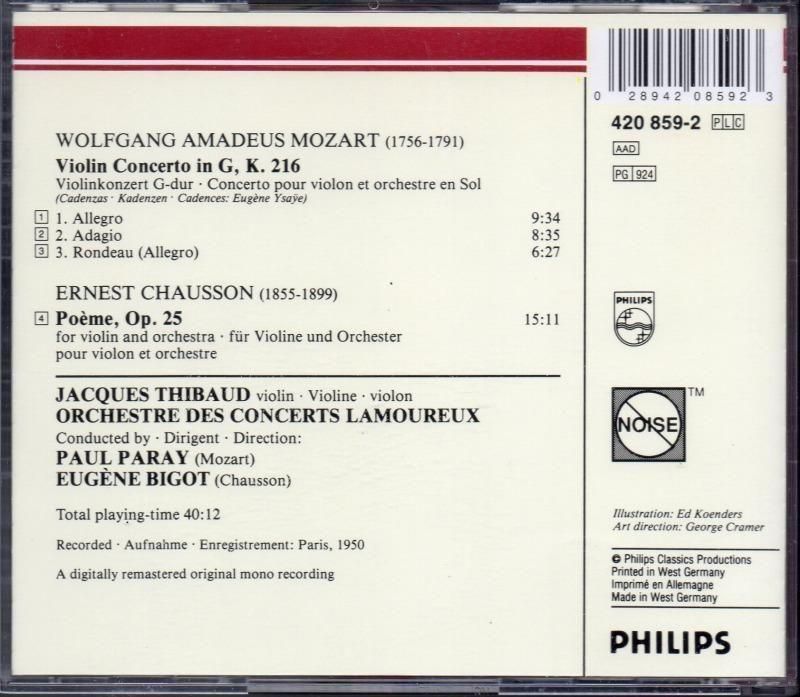 WOLFGANG AMADEUS MOZART (1756-1791)
Violin Concerto in G, K. 216
Violinkonzert G-dur · Concerto pour violon et orchestre en Sol
(Cadenzas · Kadenzen · Cadences: Eugène Ysaÿe)
1 1. Allegro 9:34
2 2. Adagio 8:35
3 3. Rondeau (Allegro) 6:27
ERNEST CHAUSSON (1855-1899)
4 Poème, Op. 25 15:11
for violin and orchestra · für Violine und Orchester
pour violon et orchestre
JACQUES THIBAUD violin · Violine · violon
ORCHESTRE DES CONCERTS LAMOUREUX
Conducted by · Dirigent · Direction:
PAUL PARAY (Mozart)
EUGÈNE BIGOT (Chausson)
Total playing-time 40:12
Recorded · Aufnahme · Enregistrement: Paris, 1950
A digitally remastered original mono recording
0 28942 08592 3
420 859-2 PLC
AAD
PG 924
PHILIPS
NOISE TM
Illustration: Ed Koenders
Art direction: George Cramer
℗ Philips Classics Productions
Printed in West Germany
Imprimé en Allemagne
Made in West Germany
PHILIPS